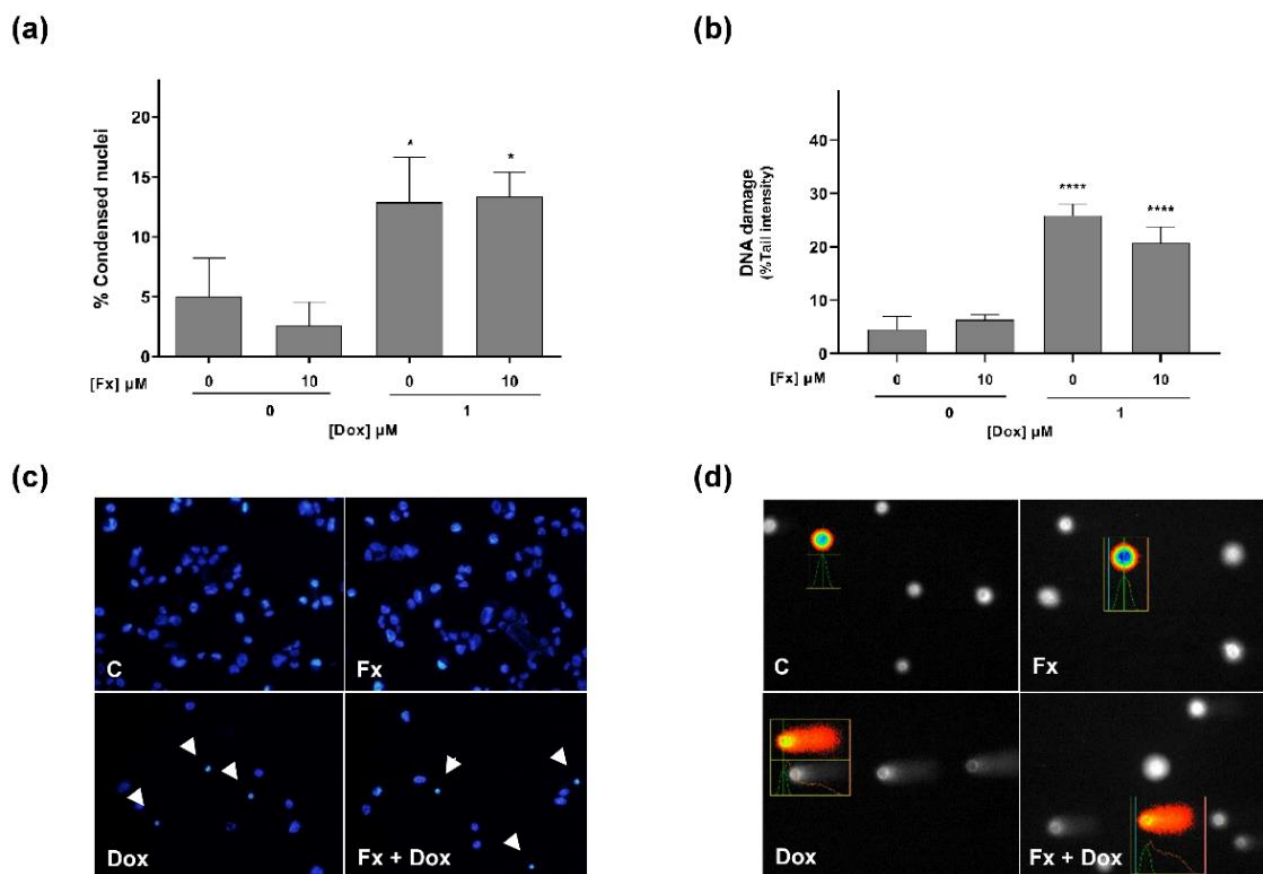 (a)
(b)
% Condensed nuclei
20
15
10
5
0
*
*
[Fx] µM
0
10
0
10
0
1
[Dox] µM
DNA damage
(%Tail intensity)
40
30
20
10
0
****
****
[Fx] µM
0
10
0
10
0
1
[Dox] µM
(c)
(d)
C
Fx
Dox
Fx + Dox
C
Fx
Dox
Fx + Dox